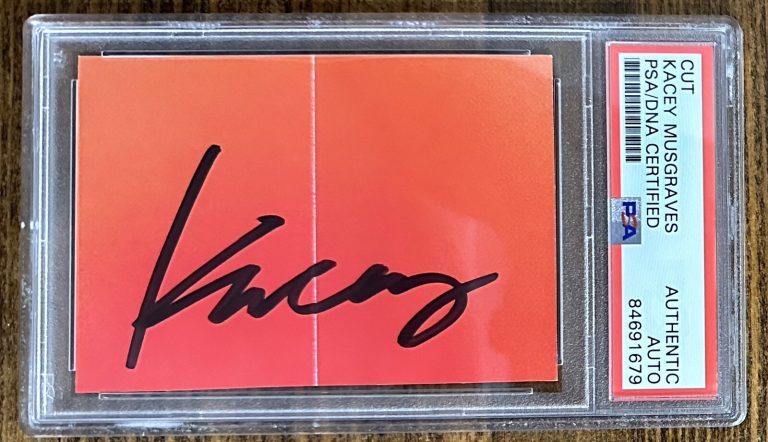 Kacey
CUT
KACEY MUSGRAVES
PSA/DNA CERTIFIED
PSA
AUTHENTIC
AUTO
84691679